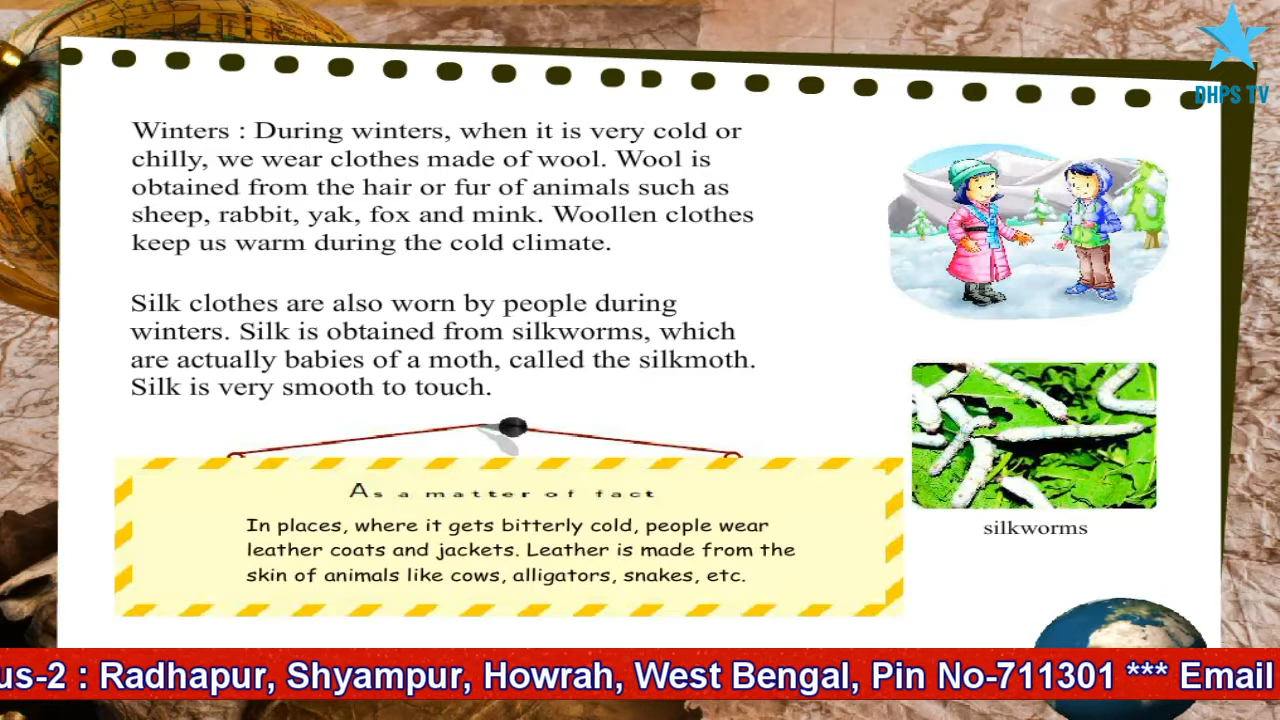 DHPS TV
Winters : During winters, when it is very cold or
chilly, we wear clothes made of wool. Wool is
obtained from the hair or fur of animals such as
sheep, rabbit, yak, fox and mink. Woollen clothes
keep us warm during the cold climate.
Silk clothes are also worn by people during
winters. Silk is obtained from silkworms, which
are actually babies of a moth, called the silkmoth.
Silk is very smooth to touch.
silkworms
As a matter of fact
In places, where it gets bitterly cold, people wear
leather coats and jackets. Leather is made from the
skin of animals like cows, alligators, snakes, etc.
us-2 : Radhapur, Shyampur, Howrah, West Bengal, Pin No-711301 *** Email